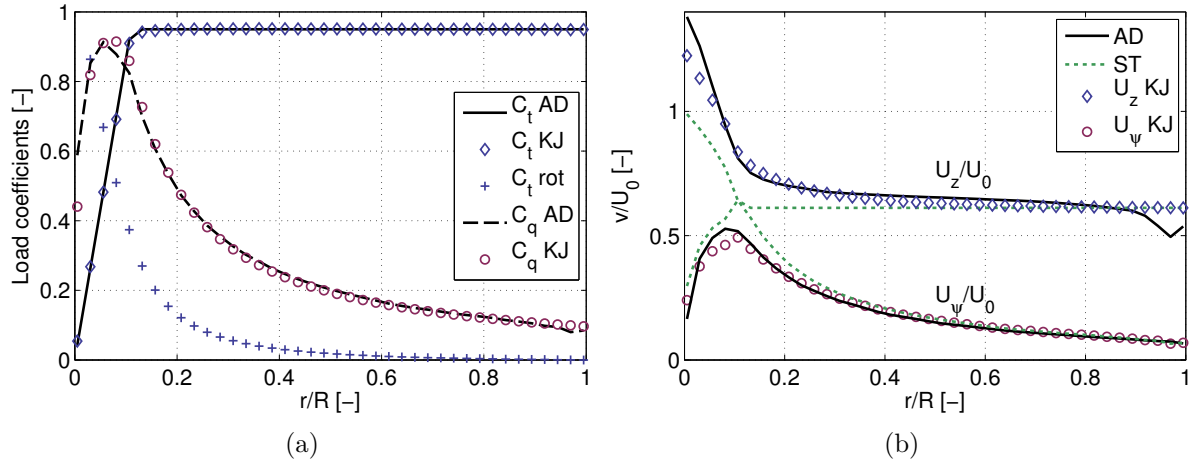 1
0.8
0.6
0.4
0.2
0
Load coefficients [−]
0 0.2 0.4 0.6 0.8 1
r/R [−]
C_t AD
C_t KJ
C_t rot
C_q AD
C_q KJ
(a)
1
0.5
0
v/U_0 [−]
0 0.2 0.4 0.6 0.8 1
r/R [−]
AD
ST
U_z KJ
U_ψ KJ
U_z/U_0
U_ψ/U_0
(b)